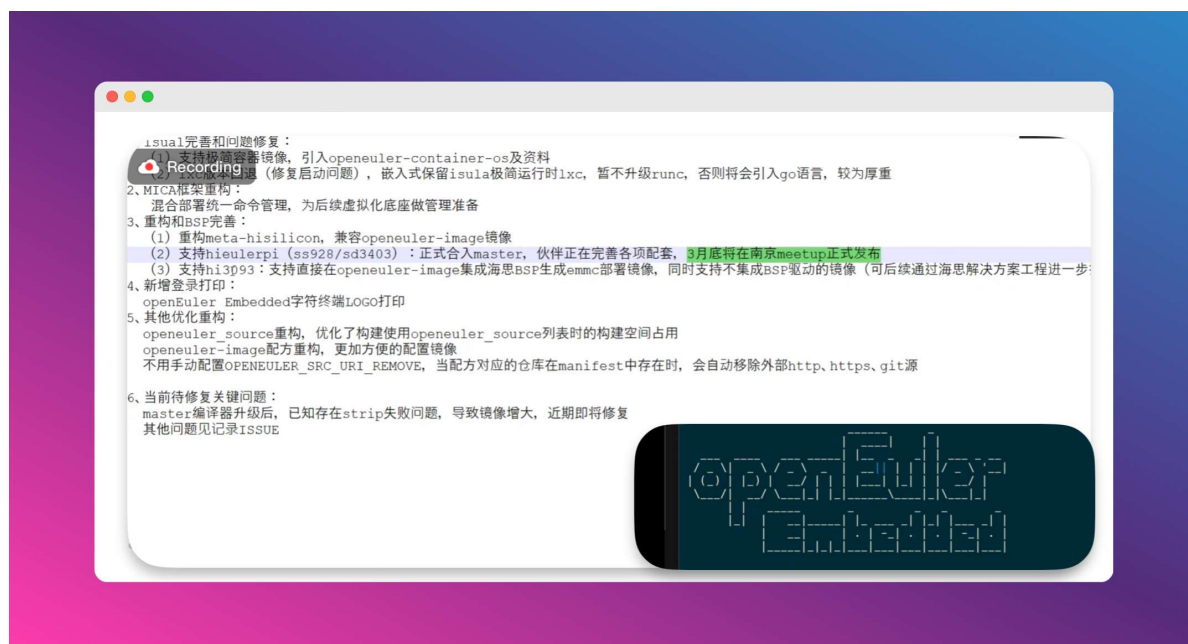 isual完善和问题修复：
(1) 支持极简容器镜像，引入openeuler-container-os及资料
Recording
(2) lxc版本回退（修复启动问题），嵌入式保留isula极简运行时lxc，暂不升级runc，否则将会引入go语言，较为厚重
2、MICA框架重构：
混合部署统一命令管理，为后续虚拟化底座做管理准备
3、重构和BSP完善：
(1) 重构meta-hisilicon，兼容openeuler-image镜像
(2) 支持hieulerpi（ss928/sd3403）：正式合入master，伙伴正在完善各项配套，3月底将在南京meetup正式发布
(3) 支持hi3093：支持直接在openeuler-image集成海思BSP生成emmc部署镜像，同时支持不集成BSP驱动的镜像（可后续通过海思解决方案工程进一步
4、新增登录打印：
openEuler Embedded字符终端LOGO打印
5、其他优化重构：
openeuler_source重构，优化了构建使用openeuler_source列表时的构建空间占用
openeuler-image配方重构，更加方便的配置镜像
不用手动配置OPENEULER_SRC_URI_REMOVE，当配方对应的仓库在manifest中存在时，会自动移除外部http、https、git源
6、当前待修复关键问题：
master编译器升级后，已知存在strip失败问题，导致镜像增大，近期即将修复
其他问题见记录ISSUE
openEuler
Embedded